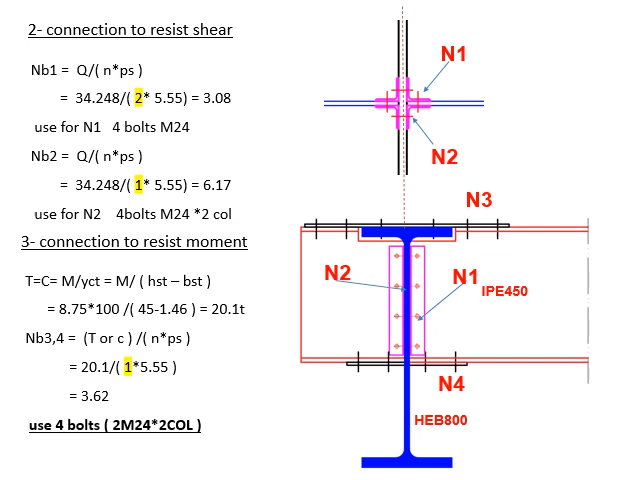 2- connection to resist shear
Nb1 = Q/( n*ps )
= 34.248/( 2* 5.55) = 3.08
use for N1 4 bolts M24
Nb2 = Q/( n*ps )
= 34.248/( 1* 5.55) = 6.17
use for N2 4bolts M24 *2 col
3- connection to resist moment
T=C= M/yct = M/ ( hst – bst )
= 8.75*100 /( 45-1.46 ) = 20.1t
Nb3,4 = (T or c ) /( n*ps )
= 20.1/( 1*5.55 )
= 3.62
use 4 bolts ( 2M24*2COL )
N1
N2
N3
N2
N1
IPE450
N4
HEB800